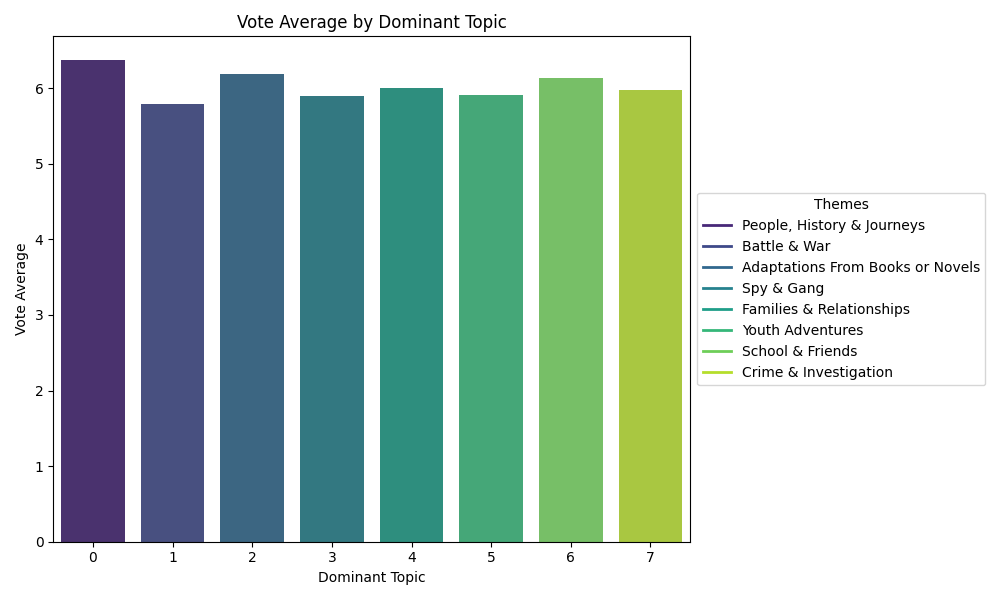 Vote Average by Dominant Topic
Vote Average
6
5
4
3
2
1
0
0 1 2 3 4 5 6 7
Dominant Topic
Themes
People, History & Journeys
Battle & War
Adaptations From Books or Novels
Spy & Gang
Families & Relationships
Youth Adventures
School & Friends
Crime & Investigation